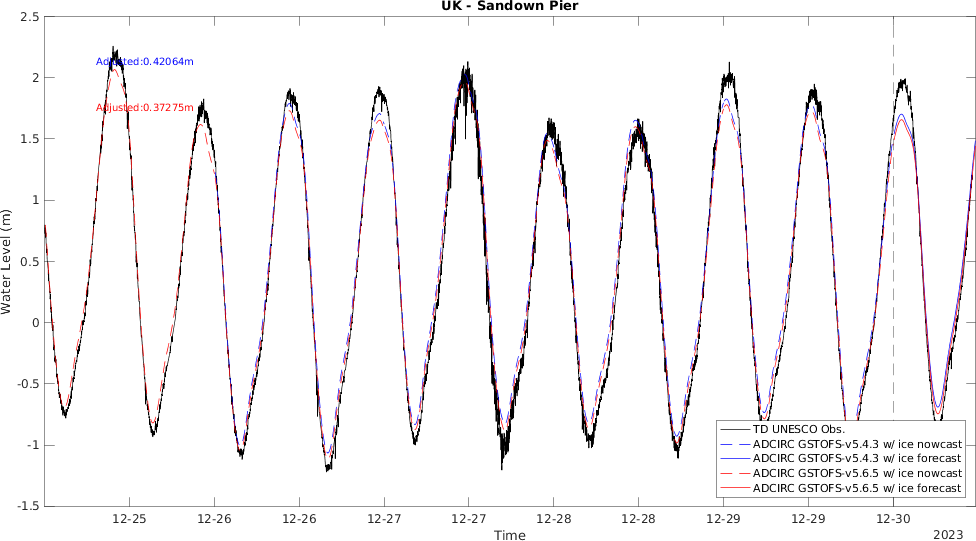 UK - Sandown Pier
2.5
2
1.5
1
0.5
0
-0.5
-1
-1.5
Water Level (m)
Adjusted:0.42064m
Adjusted:0.37275m
TD UNESCO Obs.
ADCIRC GSTOFS-v5.4.3 w/ ice nowcast
ADCIRC GSTOFS-v5.4.3 w/ ice forecast
ADCIRC GSTOFS-v5.6.5 w/ ice nowcast
ADCIRC GSTOFS-v5.6.5 w/ ice forecast
12-25 12-26 12-26 12-27 12-27 12-28 12-28 12-29 12-29 12-30
Time
2023